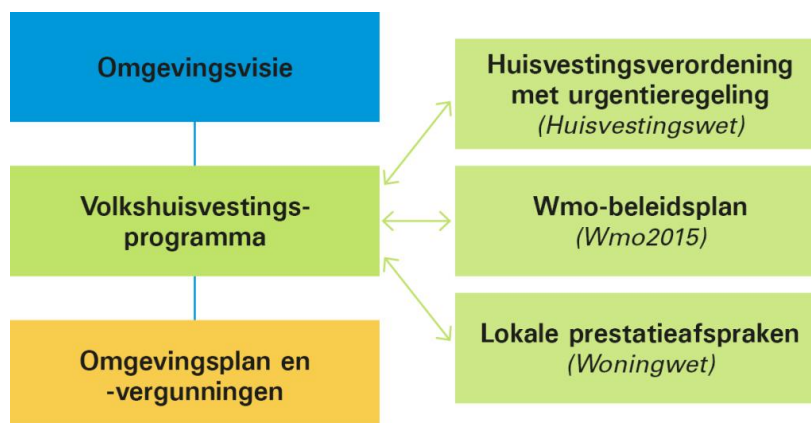 Omgevingsvisie
Volkshuisvestings-
programma
Omgevingsplan en
-vergunningen
Huisvestingsverordening
met urgentieregeling
(Huisvestingswet)
Wmo-beleidsplan
(Wmo2015)
Lokale prestatieafspraken
(Woningwet)